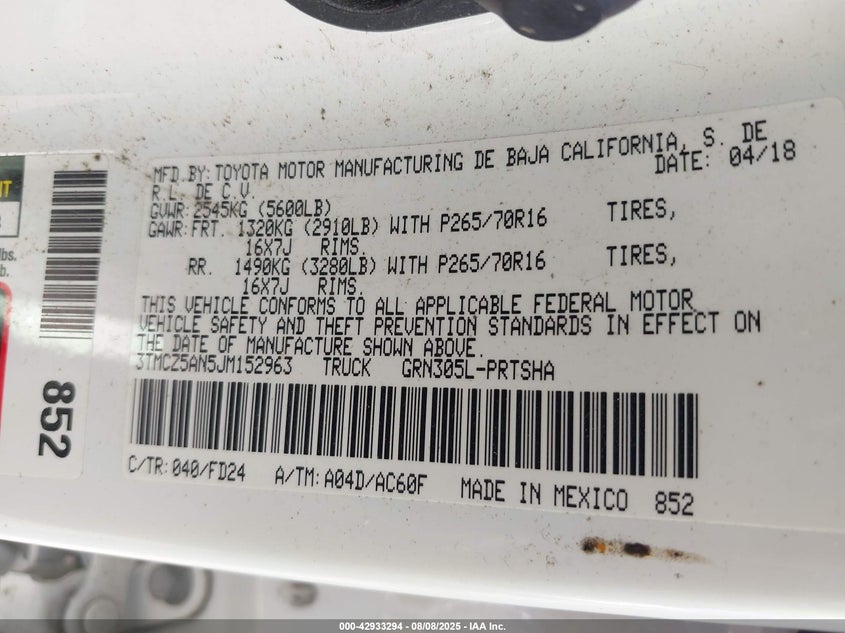 MFD BY: TOYOTA MOTOR MANUFACTURING DE BAJA CALIFORNIA, S. DE
R.L. DE C.V. DATE: 04/18
GVWR: 2545KG (5600LB)
GAWR: FRT. 1320KG (2910LB) WITH P265/70R16 TIRES,
16X7J RIMS.
RR. 1490KG (3280LB) WITH P265/70R16 TIRES,
16X7J RIMS.
THIS VEHICLE CONFORMS TO ALL APPLICABLE FEDERAL MOTOR
VEHICLE SAFETY AND THEFT PREVENTION STANDARDS IN EFFECT ON
THE DATE OF MANUFACTURE SHOWN ABOVE.
3TMCZ5AN5JM152963 TRUCK GRN305L-PRTSHA
C/TR: 040/FD24 A/TM: A04D/AC60F MADE IN MEXICO 852
852
lbs.
000-42933294 - 08/08/2025 - IAA Inc.